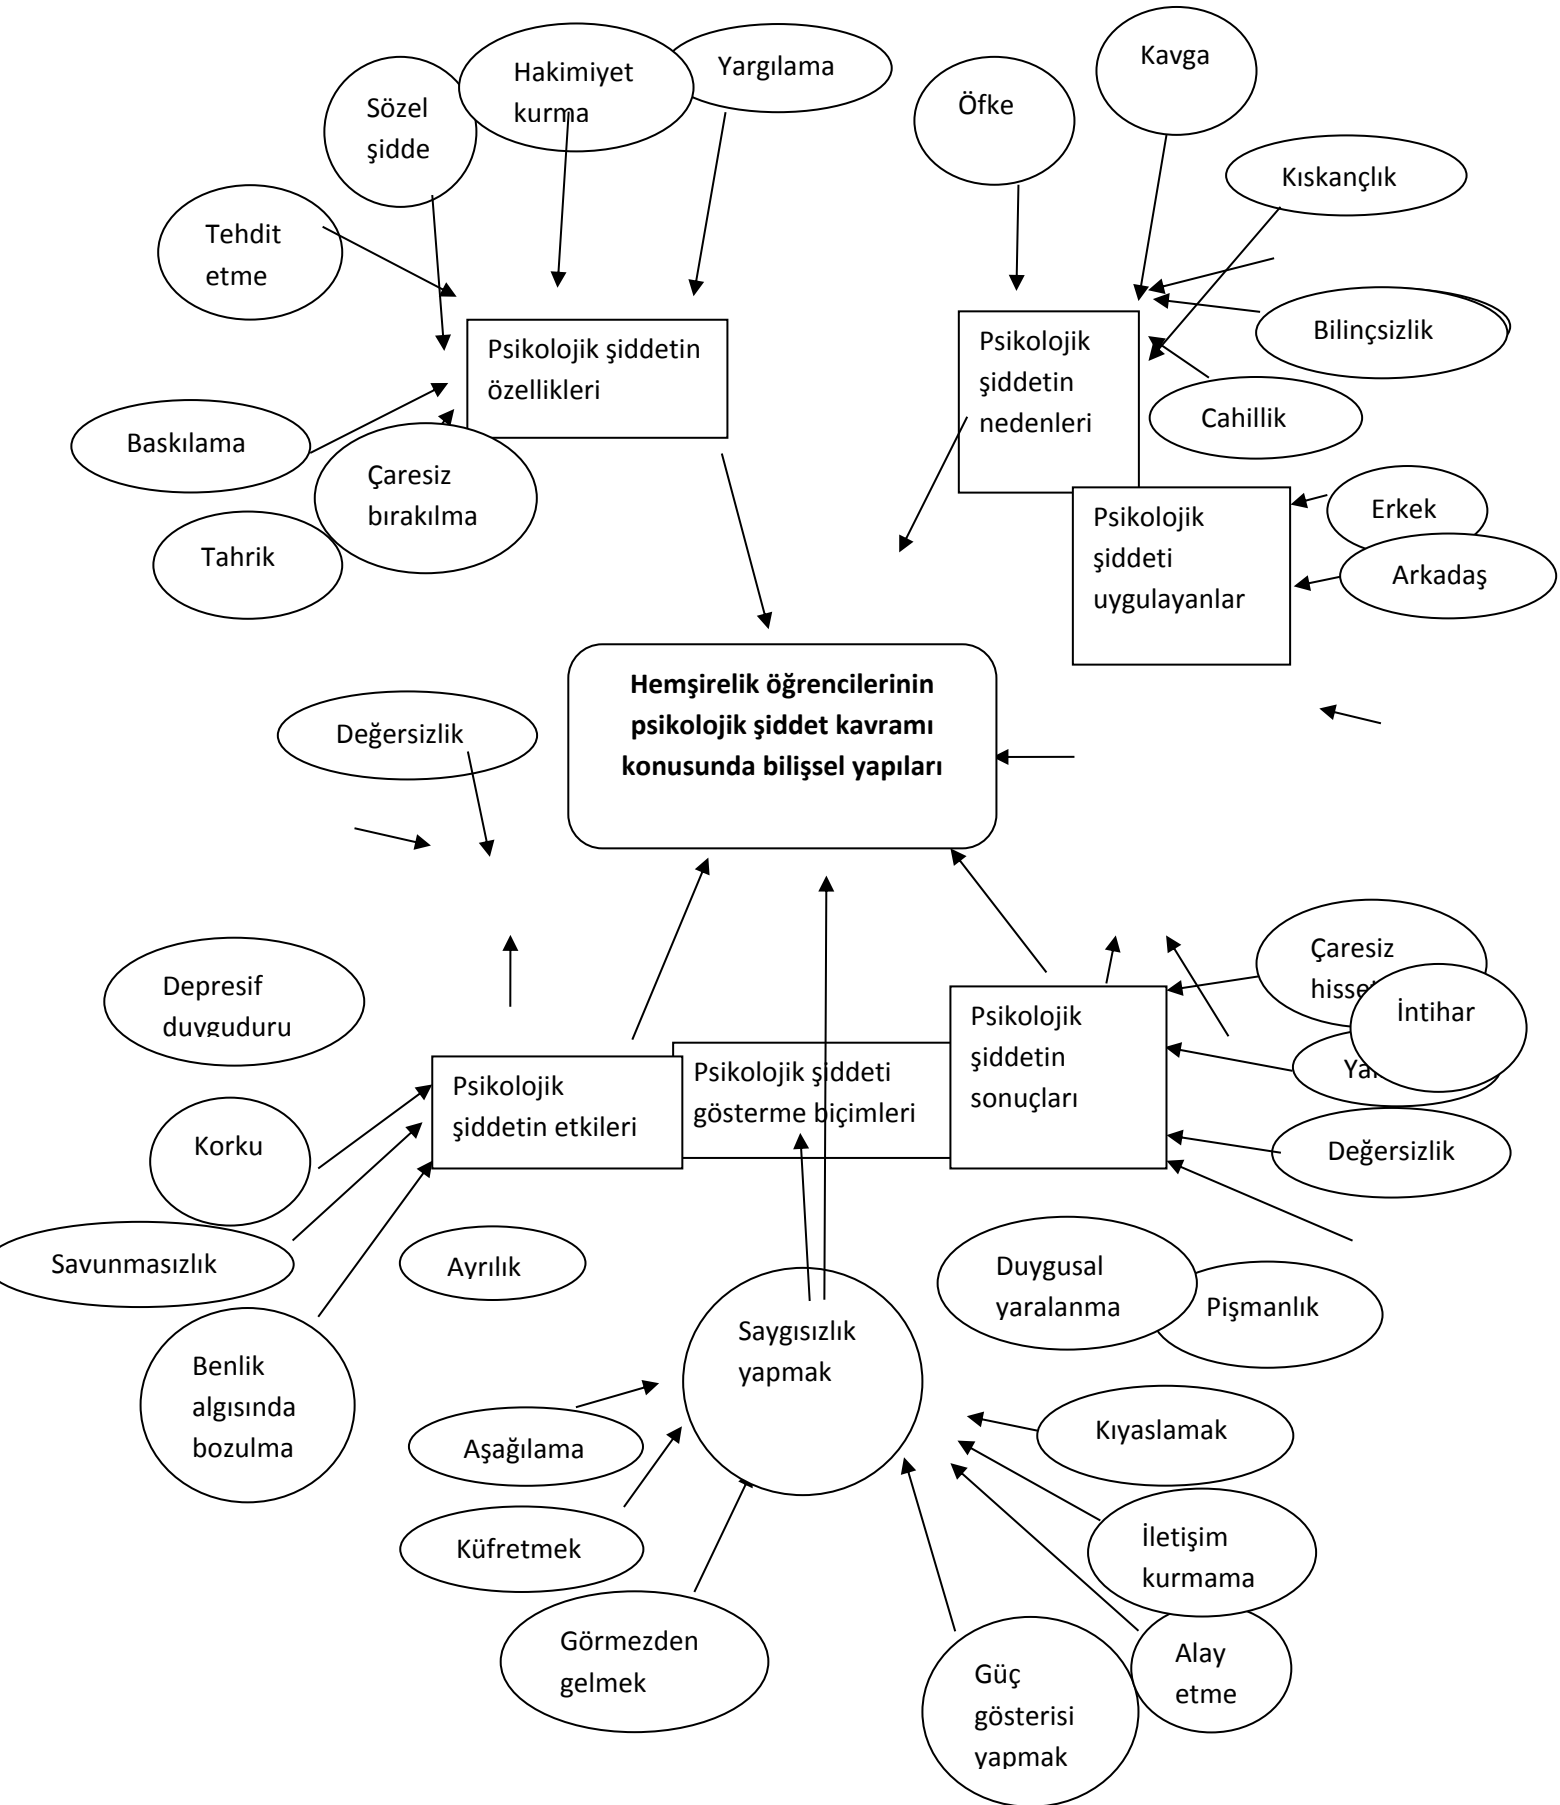 Hakimiyet
kurma
Yargılama
Sözel
şidde
Tehdit
etme
Öfke
Kavga
Kıskançlık
Bilinçsizlik
Cahillik
Psikolojik şiddetin
özellikleri
Psikolojik
şiddetin
nedenleri
Baskılama
Çaresiz
bırakılma
Tahrik
Psikolojik
şiddeti
uygulayanlar
Erkek
Arkadaş
Hemşirelik öğrencilerinin
psikolojik şiddet kavramı
konusunda bilişsel yapıları
Değersizlik
Depresif
duyguduru
Korku
Savunmasızlık
Benlik
algısında
bozulma
Ayrılık
Psikolojik
şiddetin etkileri
Psikolojik şiddeti
gösterme biçimleri
Psikolojik
şiddetin
sonuçları
Çaresiz
İntihar
Değersizlik
Duygusal
yaralanma
Pişmanlık
Saygısızlık
yapmak
Aşağılama
Küfretmek
Görmezden
gelmek
Kıyaslamak
İletişim
kurmama
Alay
etme
Güç
gösterisi
yapmak